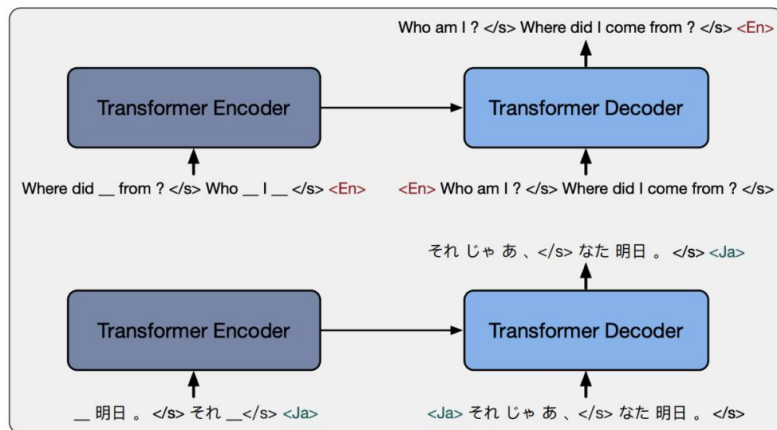 Who am I ? </s> Where did I come from ? </s> <En>
Transformer Encoder
Transformer Decoder
Where did __ from ? </s> Who __ I __ </s> <En>
<En> Who am I ? </s> Where did I come from ? </s>
それ じゃ あ 、</s> なた 明日 。 </s> <Ja>
Transformer Encoder
Transformer Decoder
__ 明日 。 </s> それ __</s> <Ja>
<Ja> それ じゃ あ 、</s> なた 明日 。 </s>